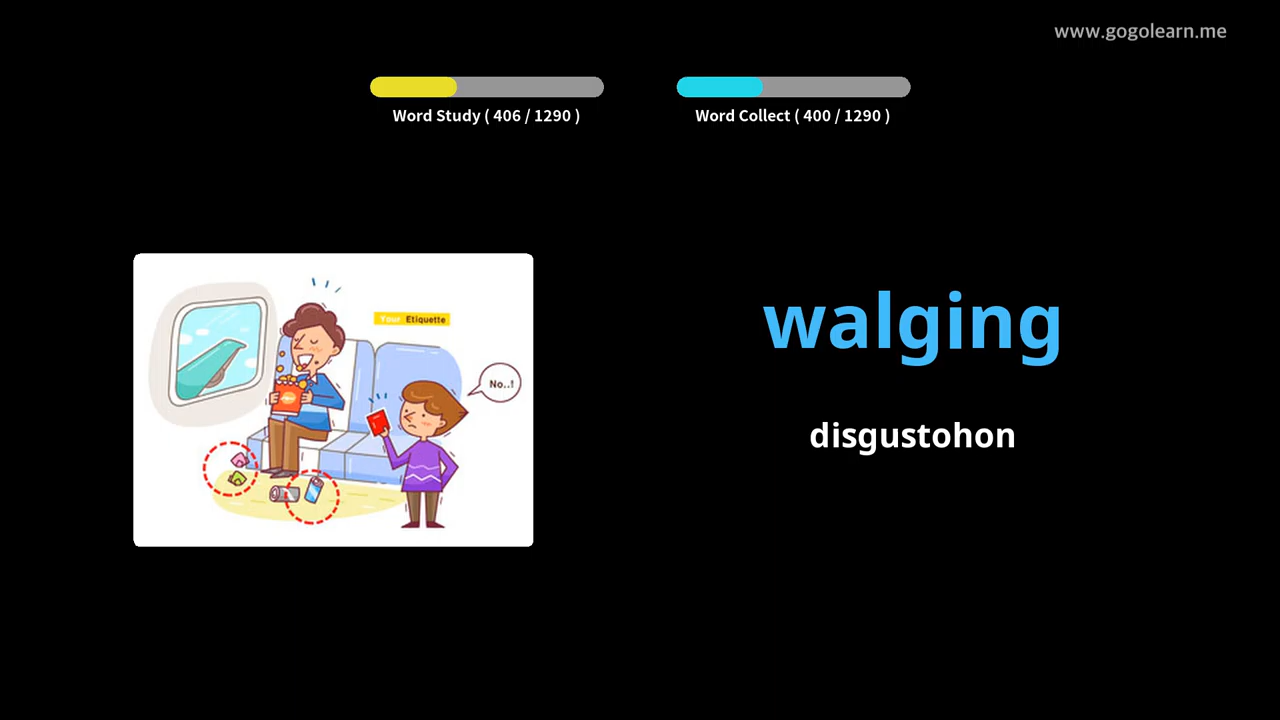 www.gogolearn.me
Word Study ( 406 / 1290 )
Word Collect ( 400 / 1290 )
Your Etiquette
No..!
walging
disgustohon